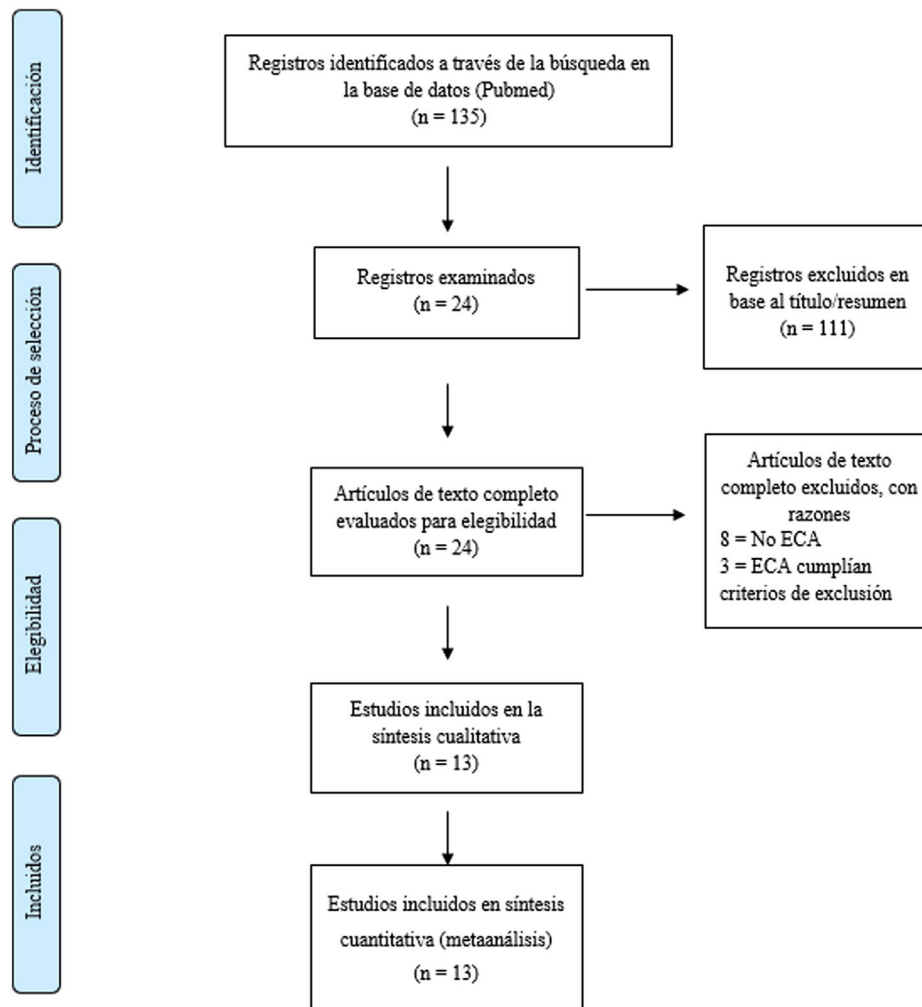 Identificación
Registros identificados a través de la búsqueda en
la base de datos (Pubmed)
(n = 135)
Proceso de selección
Registros examinados
(n = 24)
Registros excluidos en
base al título/resumen
(n = 111)
Elegibilidad
Artículos de texto completo
evaluados para elegibilidad
(n = 24)
Artículos de texto
completo excluidos, con
razones
8 = No ECA
3 = ECA cumplían
criterios de exclusión
Estudios incluidos en la
síntesis cualitativa
(n = 13)
Incluidos
Estudios incluidos en síntesis
cuantitativa (metaanálisis)
(n = 13)